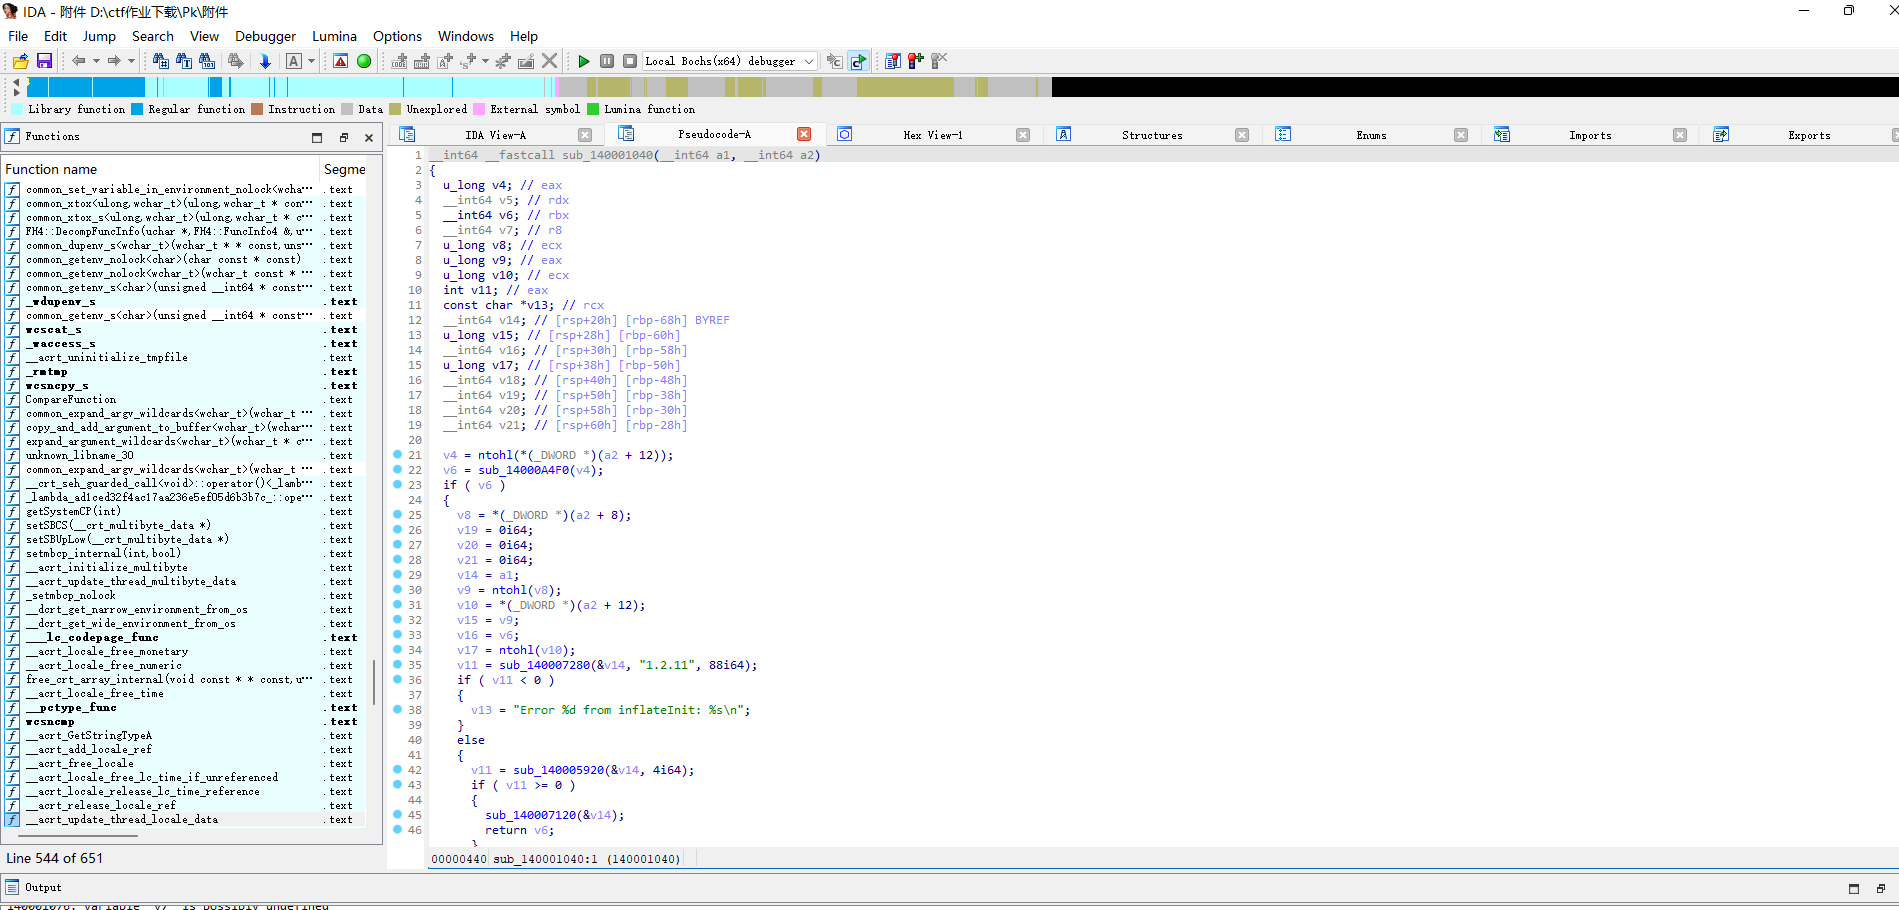 IDA - 附件 D:\ctf作业下载\Pk\附件
File Edit Jump Search View Debugger Lumina Options Windows Help
Local Bochs(x64) debugger
Library function Regular function Instruction Data Unexplored External symbol Lumina function
Functions
IDA View-A Pseudocode-A Hex View-1 Structures Enums Imports Exports
Function name Segme
common_set_variable_in_environment_nolock<wcha… .text
common_xtox<ulong,wchar_t>(ulong,wchar_t * con… .text
common_xtox_s<ulong,wchar_t>(ulong,wchar_t * c… .text
FH4::DecompFuncInfo(uchar *,FH4::FuncInfo4 &,u… .text
common_dupenv_s<wchar_t>(wchar_t * * const,uns… .text
common_getenv_nolock<char>(char const * const) .text
common_getenv_nolock<wchar_t>(wchar_t const * … .text
common_getenv_s<char>(unsigned __int64 * const… .text
_wdupenv_s .text
common_getenv_s<char>(unsigned __int64 * const… .text
wcscat_s .text
_waccess_s .text
__acrt_uninitialize_tmpfile .text
_rmtmp .text
wcsncpy_s .text
CompareFunction .text
common_expand_argv_wildcards<wchar_t>(wchar_t … .text
copy_and_add_argument_to_buffer<wchar_t>(wchar… .text
expand_argument_wildcards<wchar_t>(wchar_t * c… .text
unknown_libname_30 .text
common_expand_argv_wildcards<wchar_t>(wchar_t … .text
__crt_seh_guarded_call<void>::operator()<_lamb… .text
_lambda_ad1ced32f4ac17aa236e5ef05d6b3b7c_::ope… .text
getSystemCP(int) .text
setSBCS(__crt_multibyte_data *) .text
setSBUpLow(__crt_multibyte_data *) .text
setmbcp_internal(int,bool) .text
__acrt_initialize_multibyte .text
__acrt_update_thread_multibyte_data .text
_setmbcp_nolock .text
__dcrt_get_narrow_environment_from_os .text
__dcrt_get_wide_environment_from_os .text
___lc_codepage_func .text
__acrt_locale_free_monetary .text
__acrt_locale_free_numeric .text
free_crt_array_internal(void const * * const,u… .text
__acrt_locale_free_time .text
__pctype_func .text
wcsncmp .text
__acrt_GetStringTypeA .text
__acrt_add_locale_ref .text
__acrt_free_locale .text
__acrt_locale_free_lc_time_if_unreferenced .text
__acrt_locale_release_lc_time_reference .text
__acrt_release_locale_ref .text
__acrt_update_thread_locale_data .text
Line 544 of 651
1 __int64 __fastcall sub_140001040(__int64 a1, __int64 a2)
2 {
3 u_long v4; // eax
4 __int64 v5; // rdx
5 __int64 v6; // rbx
6 __int64 v7; // r8
7 u_long v8; // ecx
8 u_long v9; // eax
9 u_long v10; // ecx
10 int v11; // eax
11 const char *v13; // rcx
12 __int64 v14; // [rsp+20h] [rbp-68h] BYREF
13 u_long v15; // [rsp+28h] [rbp-60h]
14 __int64 v16; // [rsp+30h] [rbp-58h]
15 u_long v17; // [rsp+38h] [rbp-50h]
16 __int64 v18; // [rsp+40h] [rbp-48h]
17 __int64 v19; // [rsp+50h] [rbp-38h]
18 __int64 v20; // [rsp+58h] [rbp-30h]
19 __int64 v21; // [rsp+60h] [rbp-28h]
20
21 v4 = ntohl(*(_DWORD *)(a2 + 12));
22 v6 = sub_14000A4F0(v4);
23 if ( v6 )
24 {
25 v8 = *(_DWORD *)(a2 + 8);
26 v19 = 0i64;
27 v20 = 0i64;
28 v21 = 0i64;
29 v14 = a1;
30 v9 = ntohl(v8);
31 v10 = *(_DWORD *)(a2 + 12);
32 v15 = v9;
33 v16 = v6;
34 v17 = ntohl(v10);
35 v11 = sub_140007280(&v14, "1.2.11", 88i64);
36 if ( v11 < 0 )
37 {
38 v13 = "Error %d from inflateInit: %s\n";
39 }
40 else
41 {
42 v11 = sub_140005920(&v14, 4i64);
43 if ( v11 >= 0 )
44 {
45 sub_140007120(&v14);
46 return v6;
}
00000440 sub_140001040:1 (140001040)
Output
140001076: variable 'v7' is possibly undefined